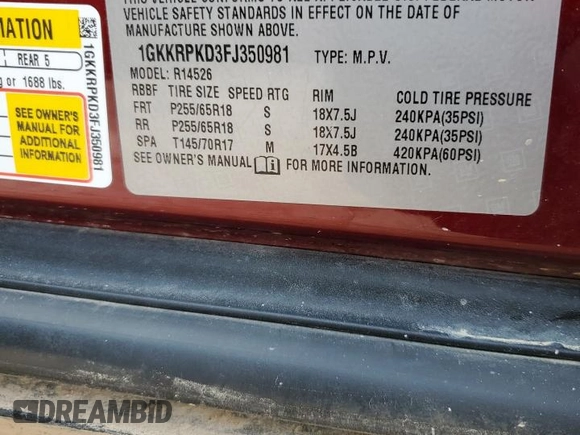 VEHICLE SAFETY STANDARDS IN EFFECT ON THE DATE OF
MANUFACTURE SHOWN ABOVE.
1GKKRPKD3FJ350981 TYPE: M.P.V.
MODEL: R14526
RBBF TIRE SIZE SPEED RTG RIM COLD TIRE PRESSURE
FRT P255/65R18 S 18X7.5J 240KPA(35PSI)
RR P255/65R18 S 18X7.5J 240KPA(35PSI)
SPA T145/70R17 M 17X4.5B 420KPA(60PSI)
SEE OWNER'S MANUAL FOR MORE INFORMATION.
MATION
REAR 5
or 1688 lbs.
SEE OWNER'S
MANUAL FOR
ADDITIONAL
INFORMATION
1GKKRPKD3FJ350981
DREAMBID